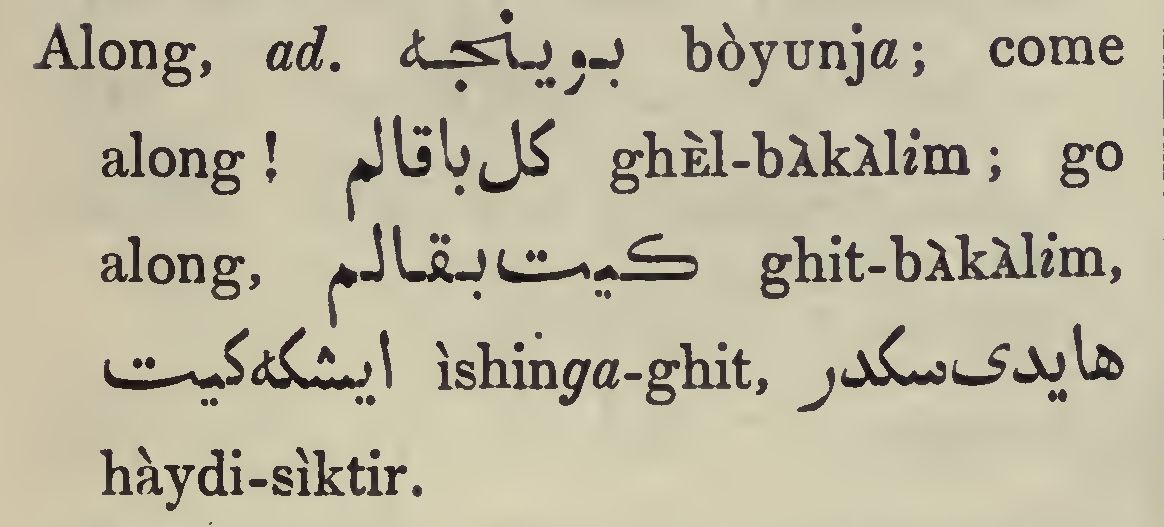 Along, ad. بوينجه bòyunja; come
along! كل باقالم ghÈl-bÀkÀlim; go
along, كيت بقالم ghit-bÀkÀlim,
ايشكه كيت ìshinga-ghit, هايدى سكدر
hàydi-sìktir.